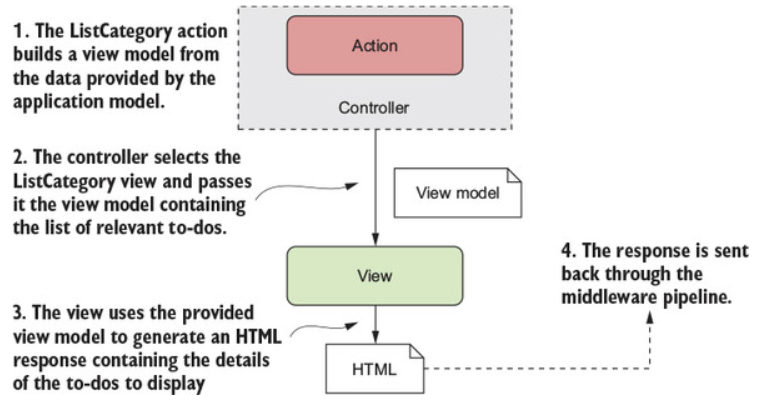 1. The ListCategory action
builds a view model from
the data provided by the
application model.
Action
Controller
2. The controller selects the
ListCategory view and passes
it the view model containing
the list of relevant to-dos.
View model
View
4. The response is sent
back through the
middleware pipeline.
3. The view uses the provided
view model to generate an HTML
response containing the details
of the to-dos to display
HTML